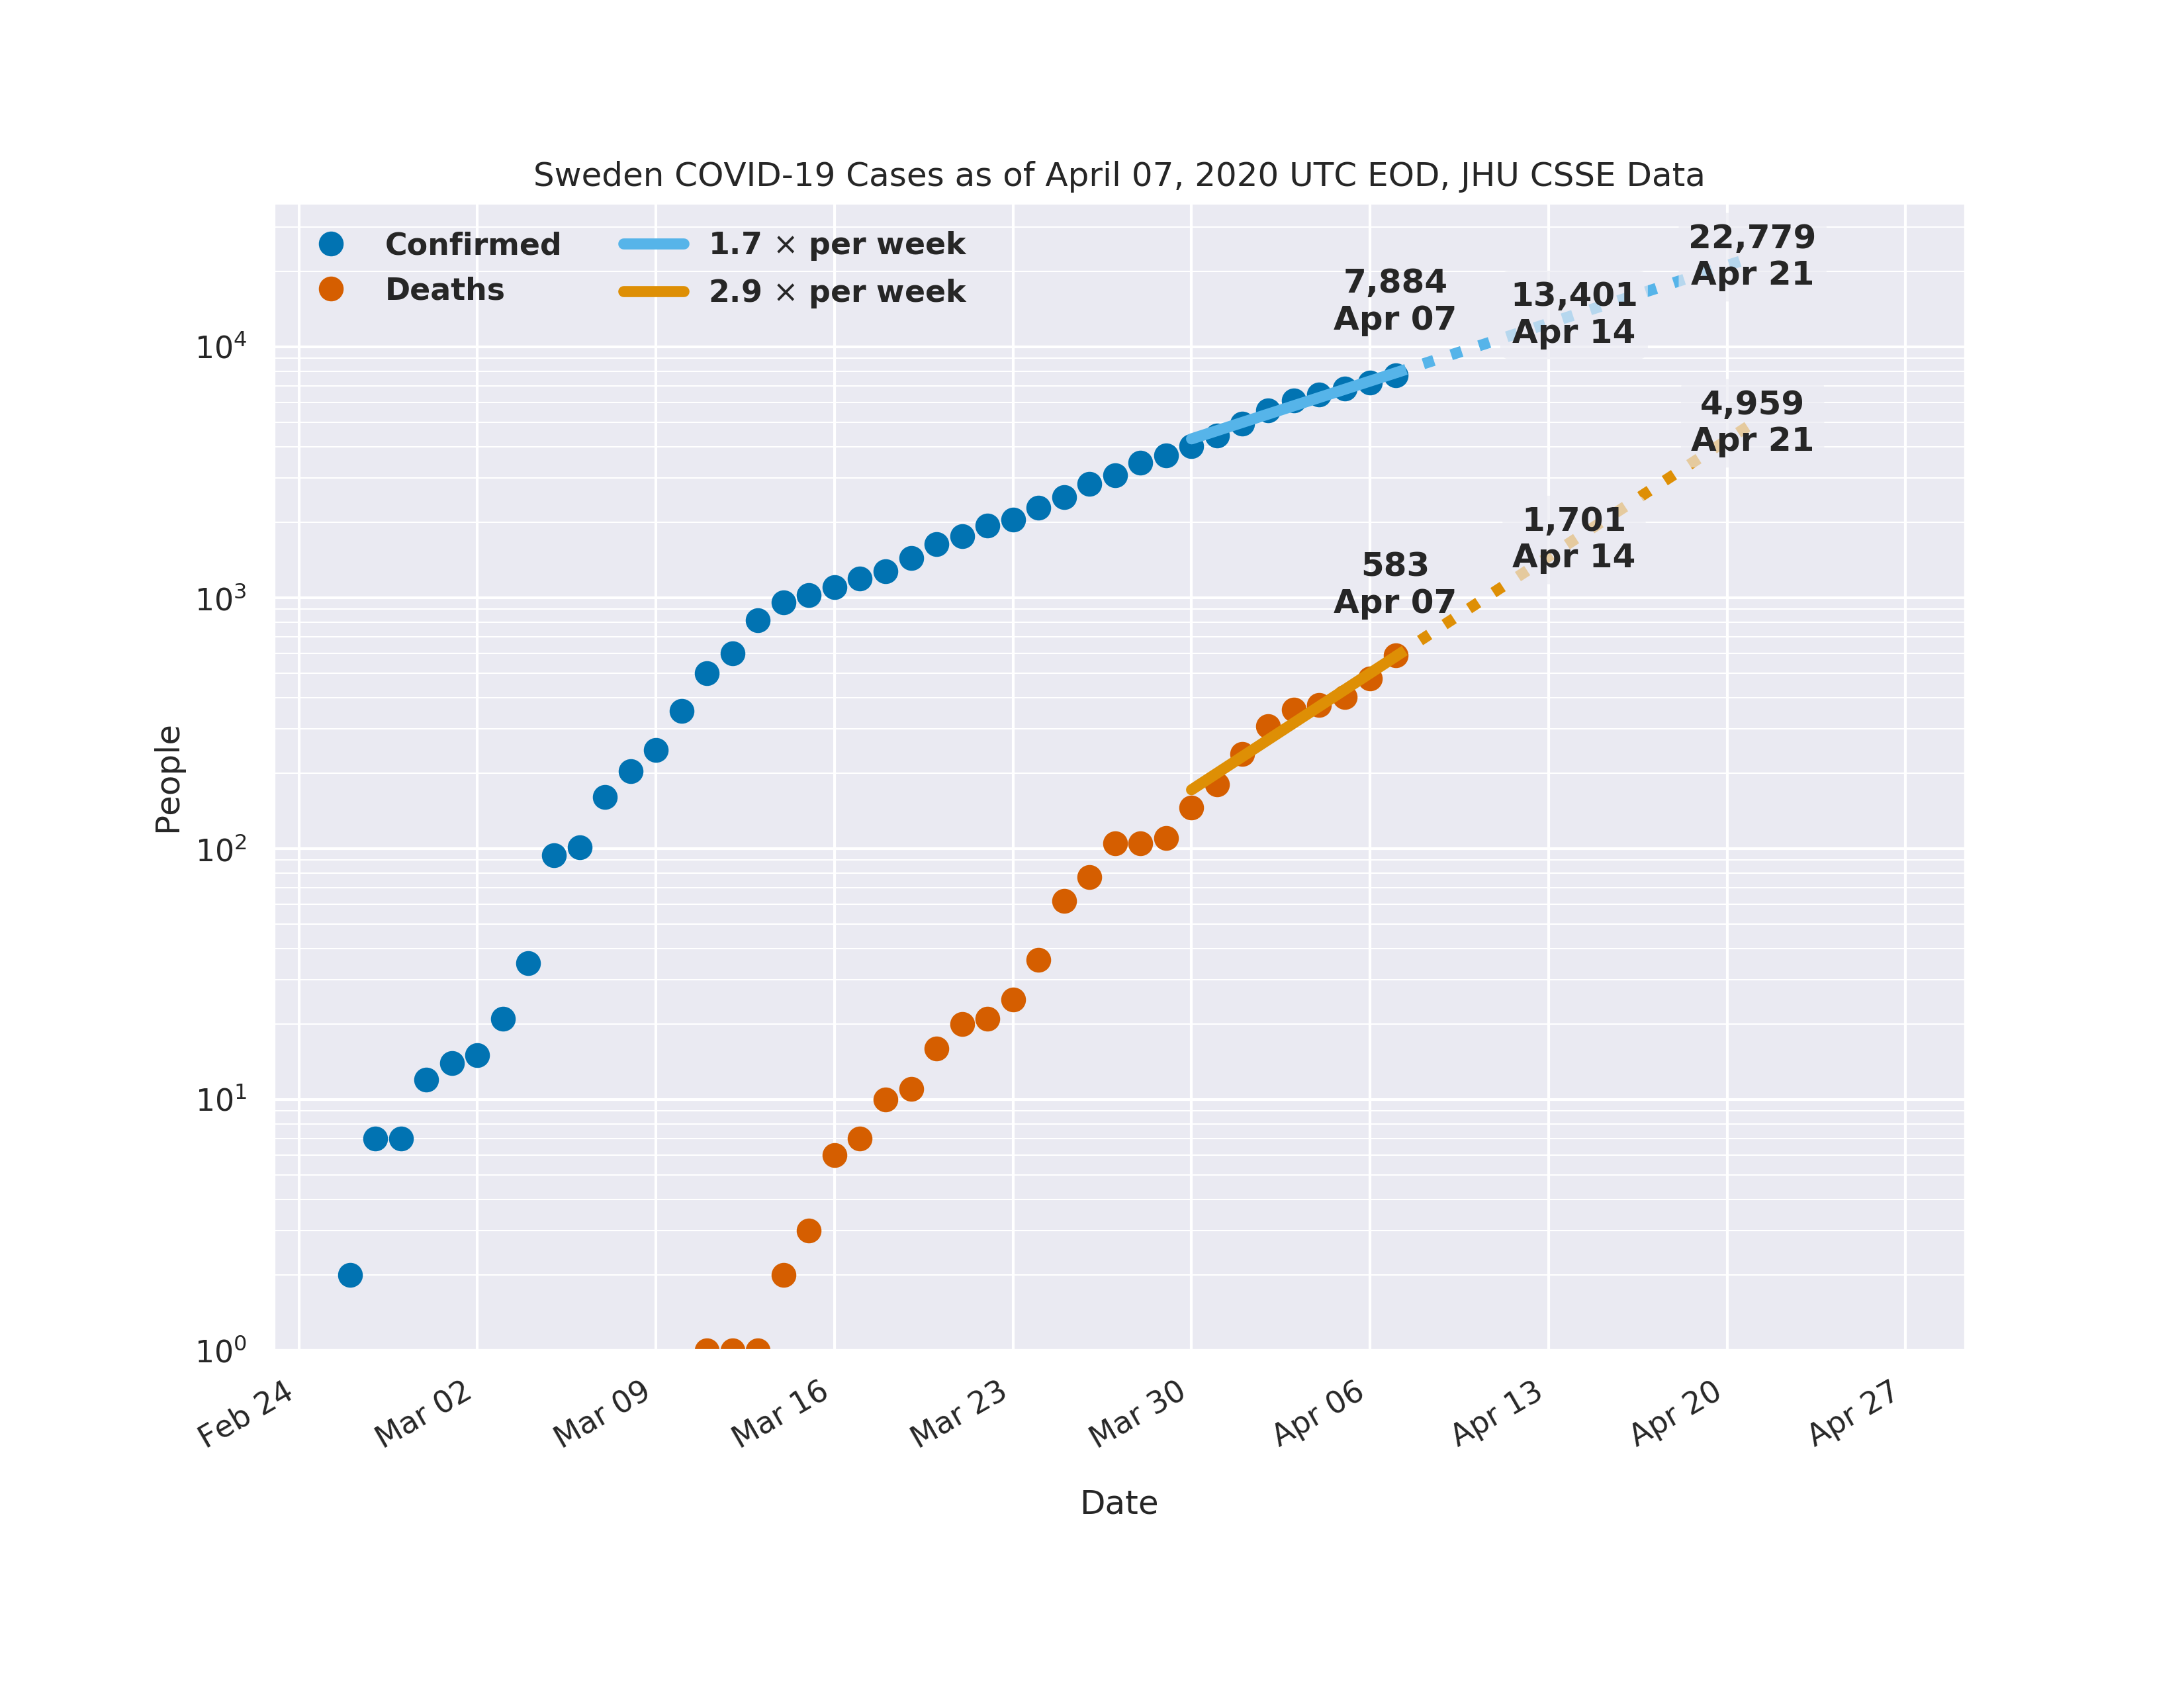 Sweden COVID-19 Cases as of April 07, 2020 UTC EOD, JHU CSSE Data
Confirmed
Deaths
1.7 × per week
2.9 × per week
7,884
Apr 07
13,401
Apr 14
22,779
Apr 21
583
Apr 07
1,701
Apr 14
4,959
Apr 21
People
10⁴
10³
10²
10¹
10⁰
Feb 24
Mar 02
Mar 09
Mar 16
Mar 23
Mar 30
Apr 06
Apr 13
Apr 20
Apr 27
Date